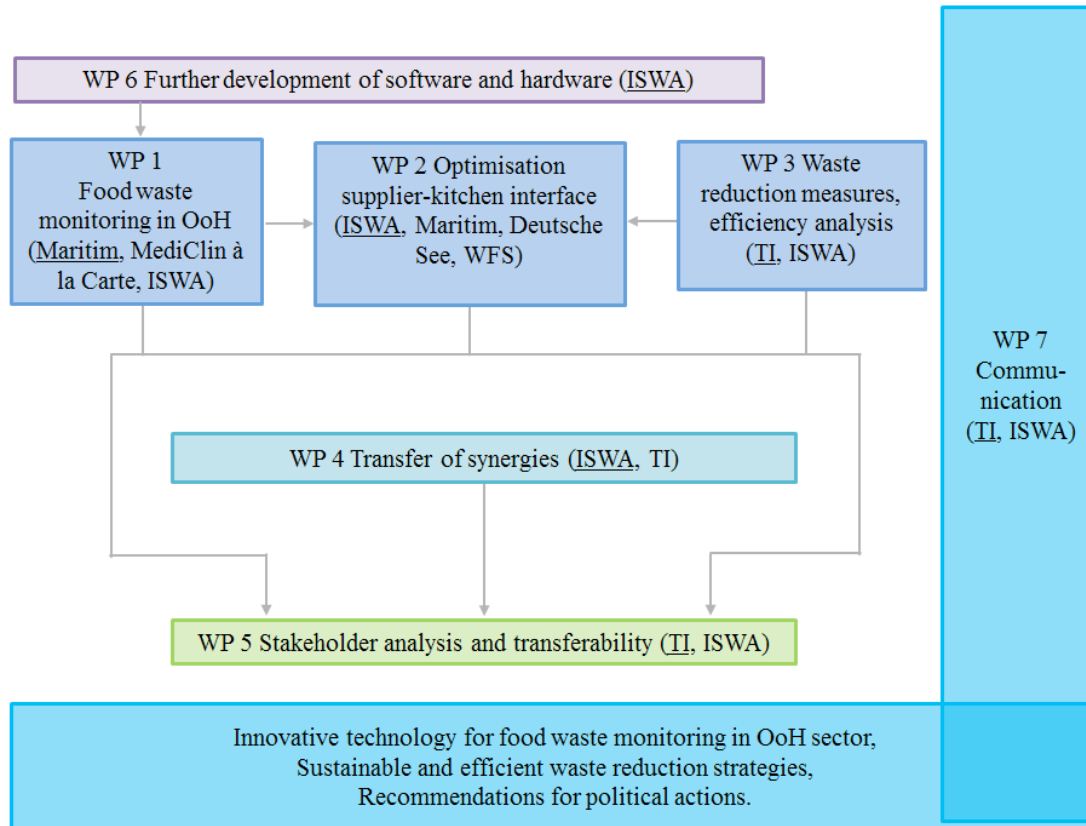 WP 6 Further development of software and hardware (ISWA)
WP 1
Food waste
monitoring in OoH
(Maritim, MediClin à
la Carte, ISWA)
WP 2 Optimisation
supplier-kitchen interface
(ISWA, Maritim, Deutsche
See, WFS)
WP 3 Waste
reduction measures,
efficiency analysis
(TI, ISWA)
WP 7
Commu-
nication
(TI, ISWA)
WP 4 Transfer of synergies (ISWA, TI)
WP 5 Stakeholder analysis and transferability (TI, ISWA)
Innovative technology for food waste monitoring in OoH sector,
Sustainable and efficient waste reduction strategies,
Recommendations for political actions.